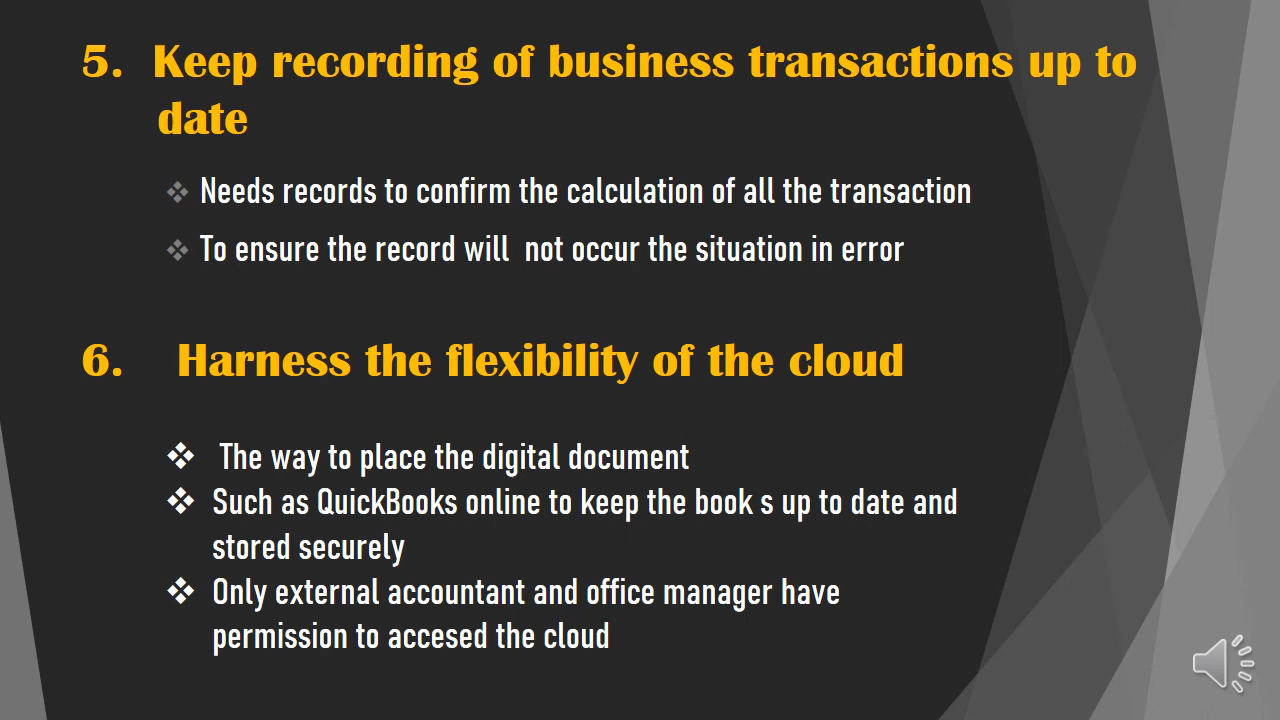 5. Keep recording of business transactions up to
date
❖ Needs records to confirm the calculation of all the transaction
❖ To ensure the record will  not occur the situation in error
6. Harness the flexibility of the cloud
❖ The way to place the digital document
❖ Such as QuickBooks online to keep the book s up to date and
stored securely
❖ Only external accountant and office manager have
permission to accesed the cloud